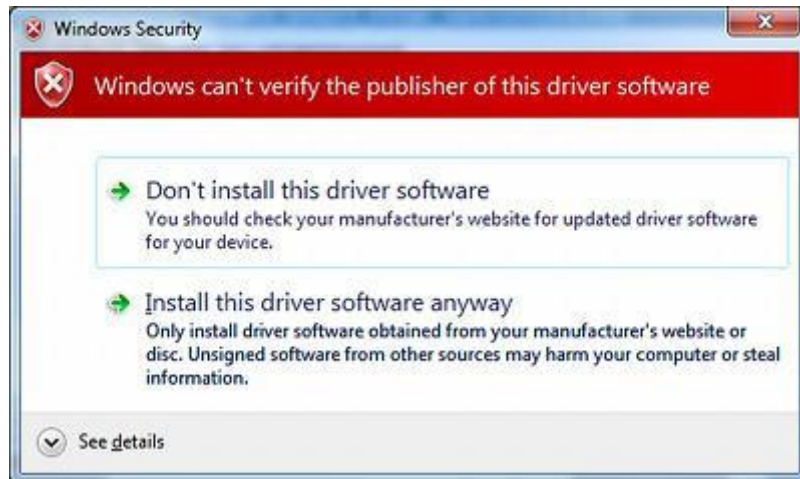 Windows Security
Windows can't verify the publisher of this driver software
Don't install this driver software
You should check your manufacturer's website for updated driver software
for your device.
Install this driver software anyway
Only install driver software obtained from your manufacturer's website or
disc. Unsigned software from other sources may harm your computer or steal
information.
See details